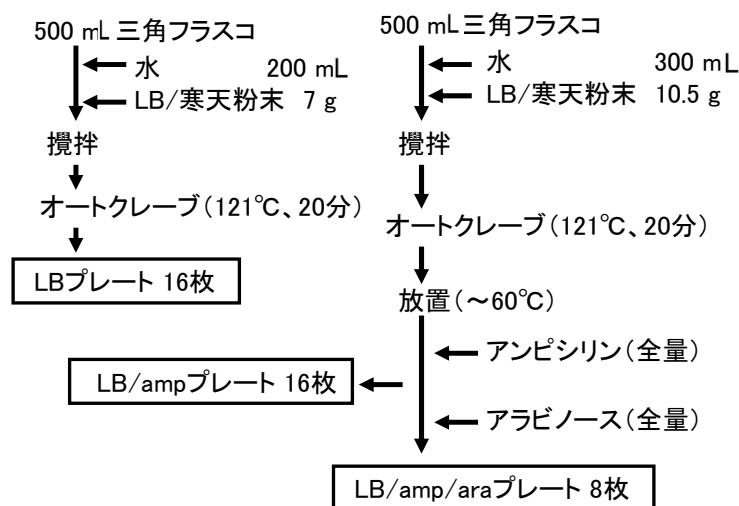 500 mL 三角フラスコ
水 200 mL
LB/寒天粉末 7 g
攪拌
オートクレーブ(121℃、20分)
LBプレート 16枚
500 mL三角フラスコ
水 300 mL
LB/寒天粉末 10.5 g
攪拌
オートクレーブ(121℃、20分)
放置(～60℃)
アンピシリン(全量)
LB/ampプレート 16枚
アラビノース(全量)
LB/amp/araプレート 8枚